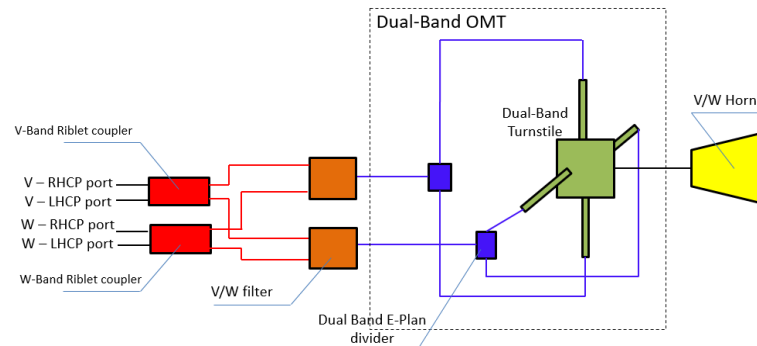 Dual-Band OMT
V/W Horn
Dual-Band
Turnstile
V-Band Riblet coupler
V – RHCP port
V – LHCP port
W – RHCP port
W – LHCP port
W-Band Riblet coupler
V/W filter
Dual Band E-Plan
divider